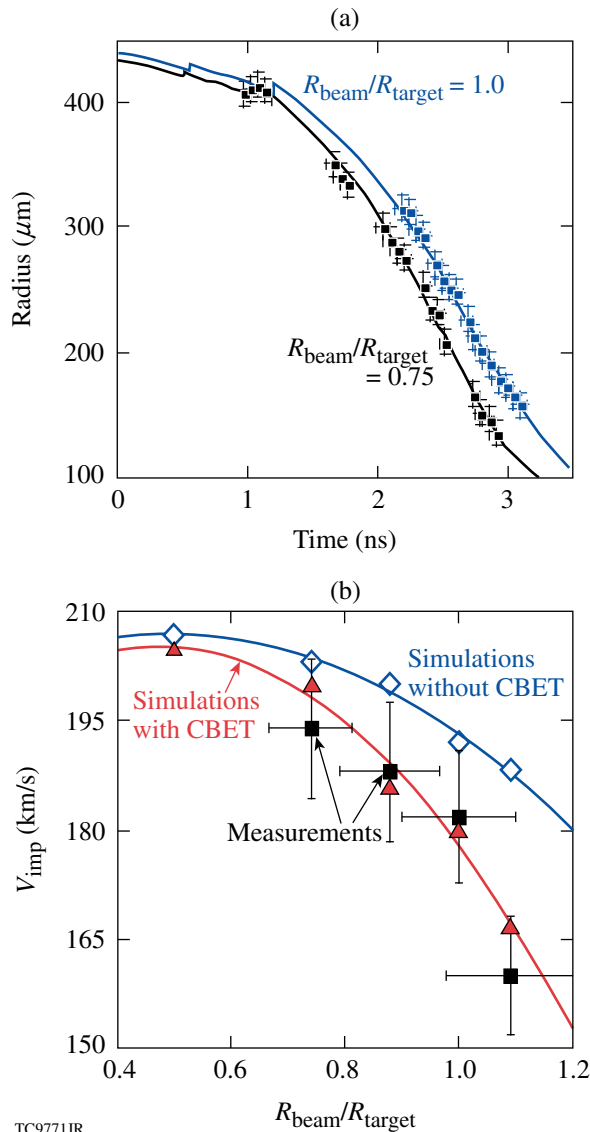 (a)
400
300
200
100
Radius (μm)
R_beam/R_target = 1.0
R_beam/R_target
= 0.75
0
1
2
3
Time (ns)
(b)
210
195
180
165
150
V_imp (km/s)
Simulations
without CBET
Simulations
with CBET
Measurements
0.4
0.6
0.8
1.0
1.2
R_beam/R_target
TC9771JR